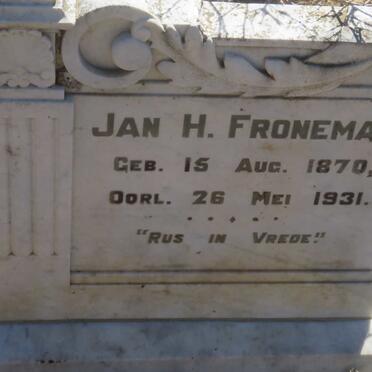 JAN H. FRONEMA
GEB. 15 AUG. 1870,
OORL. 26 MEI 1931.
"RUS IN VREDE."